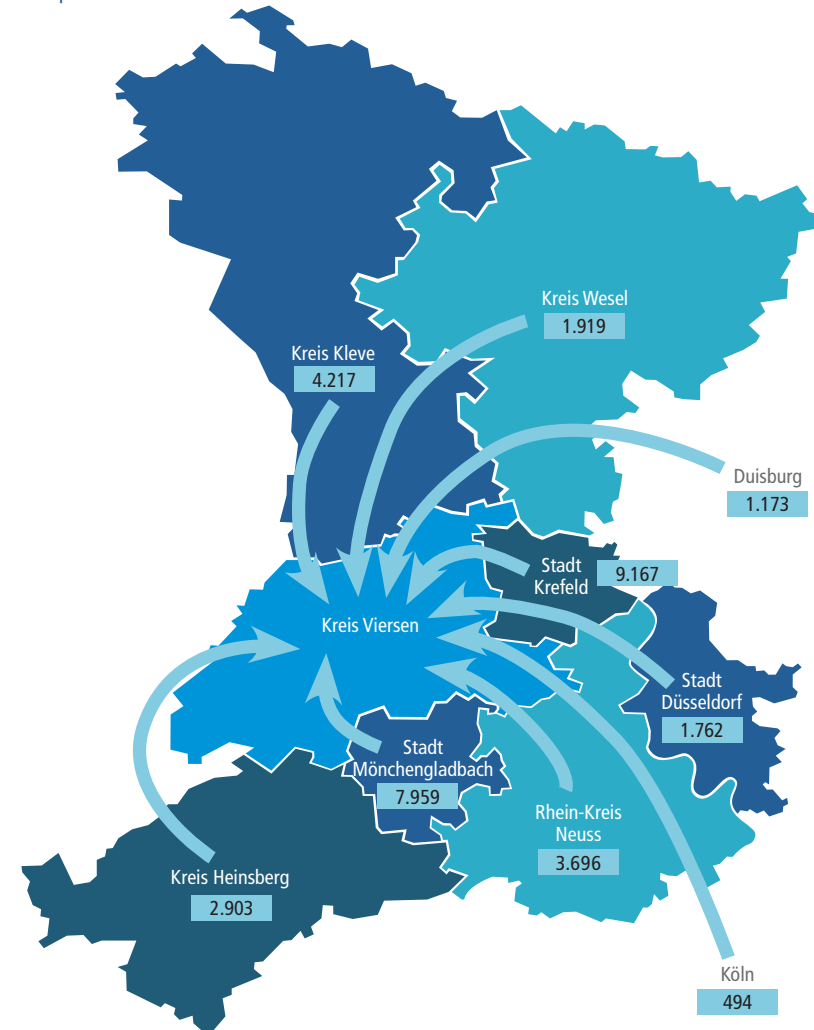 Kreis Wesel
1.919
Kreis Kleve
4.217
Duisburg
1.173
Stadt
Krefeld
9.167
Kreis Viersen
Stadt
Düsseldorf
1.762
Stadt
Mönchengladbach
7.959
Rhein-Kreis
Neuss
3.696
Kreis Heinsberg
2.903
Köln
494